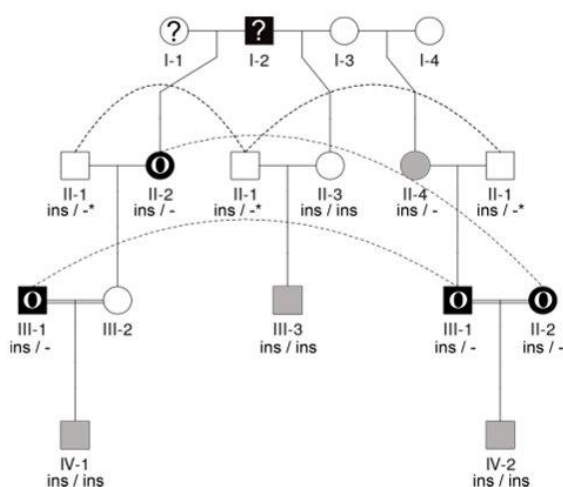 ? ?
I-1 I-2 I-3 I-4
O
II-1 II-2 II-1 II-3 II-4 II-1
ins / -* ins / - ins / -* ins / ins ins / - ins / -*
O O O
III-1 III-2 III-3 III-1 II-2
ins / - ins / ins ins / - ins / -
IV-1 IV-2
ins / ins ins / ins